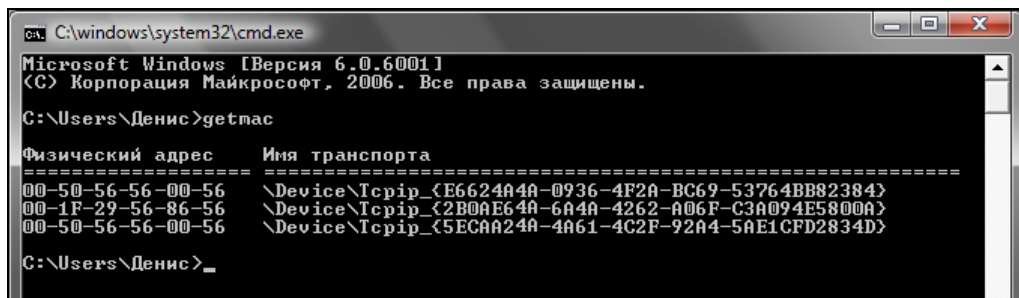 C:\windows\system32\cmd.exe
Microsoft Windows [Версия 6.0.6001]
(C) Корпорация Майкрософт, 2006. Все права защищены.
C:\Users\Денис>getmac
Физический адрес    Имя транспорта
=================== ==========================================================
00-50-56-56-00-56   \Device\Tcpip_{E6624A4A-0936-4F2A-BC69-53764BB82384}
00-1F-29-56-86-56   \Device\Tcpip_{2B0AE64A-6A4A-4262-A06F-C3A094E5800A}
00-50-56-56-00-56   \Device\Tcpip_{5ECAA24A-4A61-4C2F-92A4-5AE1CFD2834D}
C:\Users\Денис>_